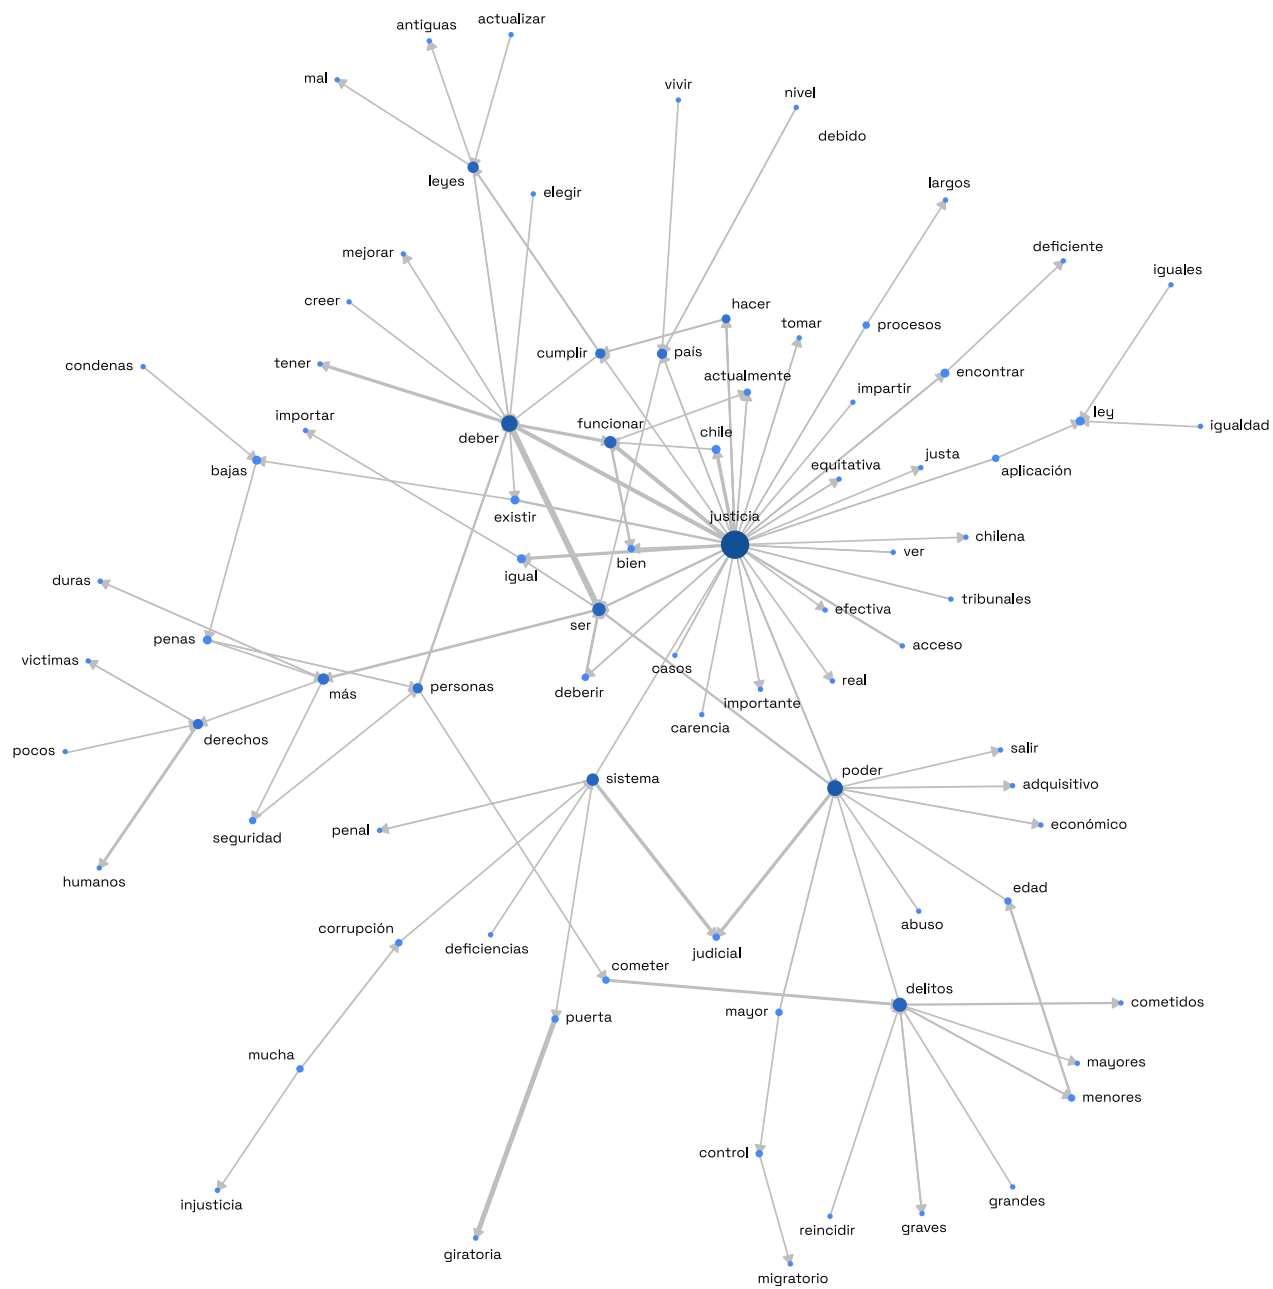 actualizar
antiguas
mal
vivir
nivel
debido
leyes
elegir
largos
mejorar
deficiente
iguales
creer
hacer
tomar
procesos
condenas
tener
cumplir
país
actualmente
encontrar
impartir
importar
deber
funcionar
chile
ley
igualdad
bajas
equitativa
justa
aplicación
existir
justicia
chilena
igual
bien
ver
duras
tribunales
efectiva
penas
ser
acceso
victimas
más
personas
deberir
casos
importante
real
carencia
pocos
derechos
salir
sistema
poder
adquisitivo
seguridad
penal
económico
humanos
edad
corrupción
deficiencias
abuso
judicial
cometer
delitos
cometidos
puerta
mayor
mucha
mayores
menores
control
injusticia
grandes
reincidir
graves
giratoria
migratorio